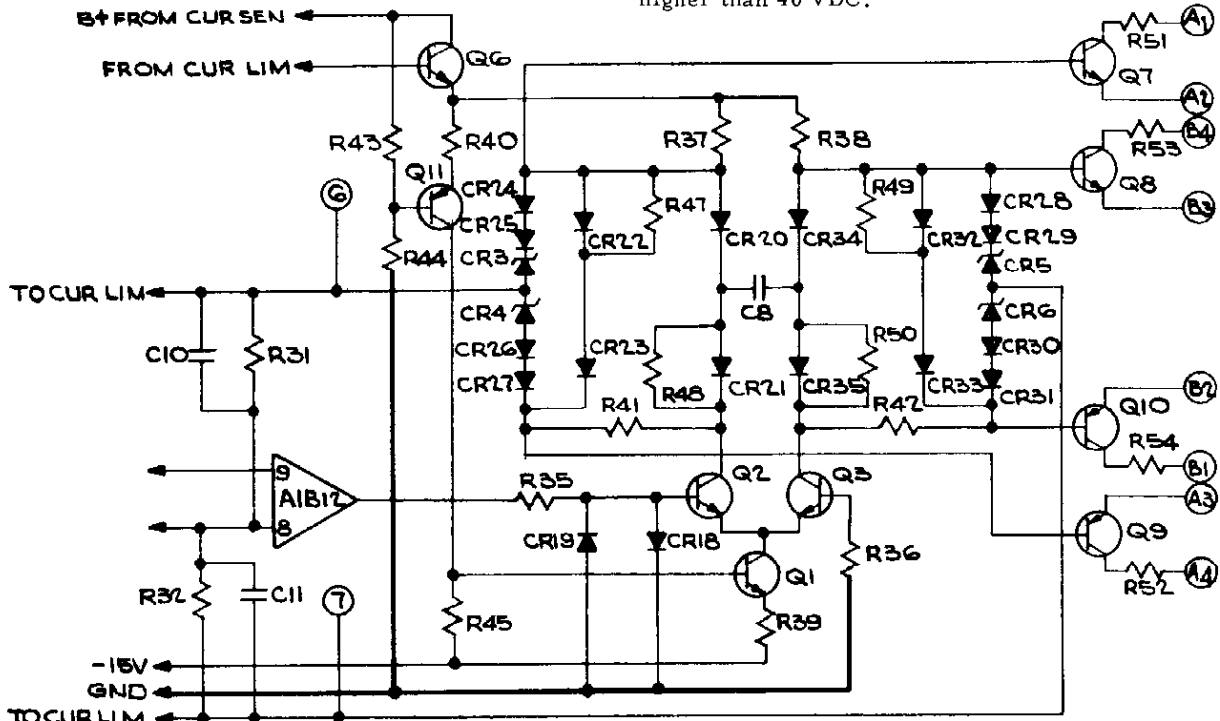 higher than 40 VDC.
B+ FROM CUR SEN
FROM CUR LIM
Q6
R51
A1
Q7
A2
R43
R40
R37
R38
R53
B4
Q8
B3
Q11
6
CR24
R47
R49
CR28
CR25
CR22
CR20
CR34
CR32
CR29
CR3
CR5
R44
TO CUR LIM
C8
CR4
CR6
C10
R31
CR26
CR23
R50
CR30
CR27
R48
CR21
CR35
CR33
CR31
R41
R42
Q10
B2
R54
B1
9
A1B12
8
R35
Q2
Q3
A3
CR19
CR18
R36
Q9
Q1
R52
A4
R32
C11
7
R45
R39
-15V
GND
TO CUR LIM